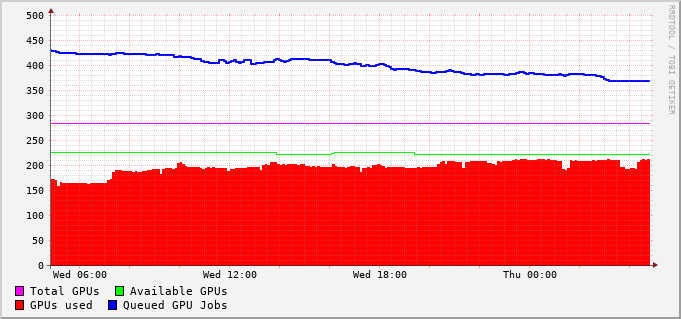 500
450
400
350
300
250
200
150
100
50
0
Wed 06:00 Wed 12:00 Wed 18:00 Thu 00:00
Total GPUs Available GPUs
GPUs used Queued GPU Jobs
RRDTOOL / TOBI OETIKER